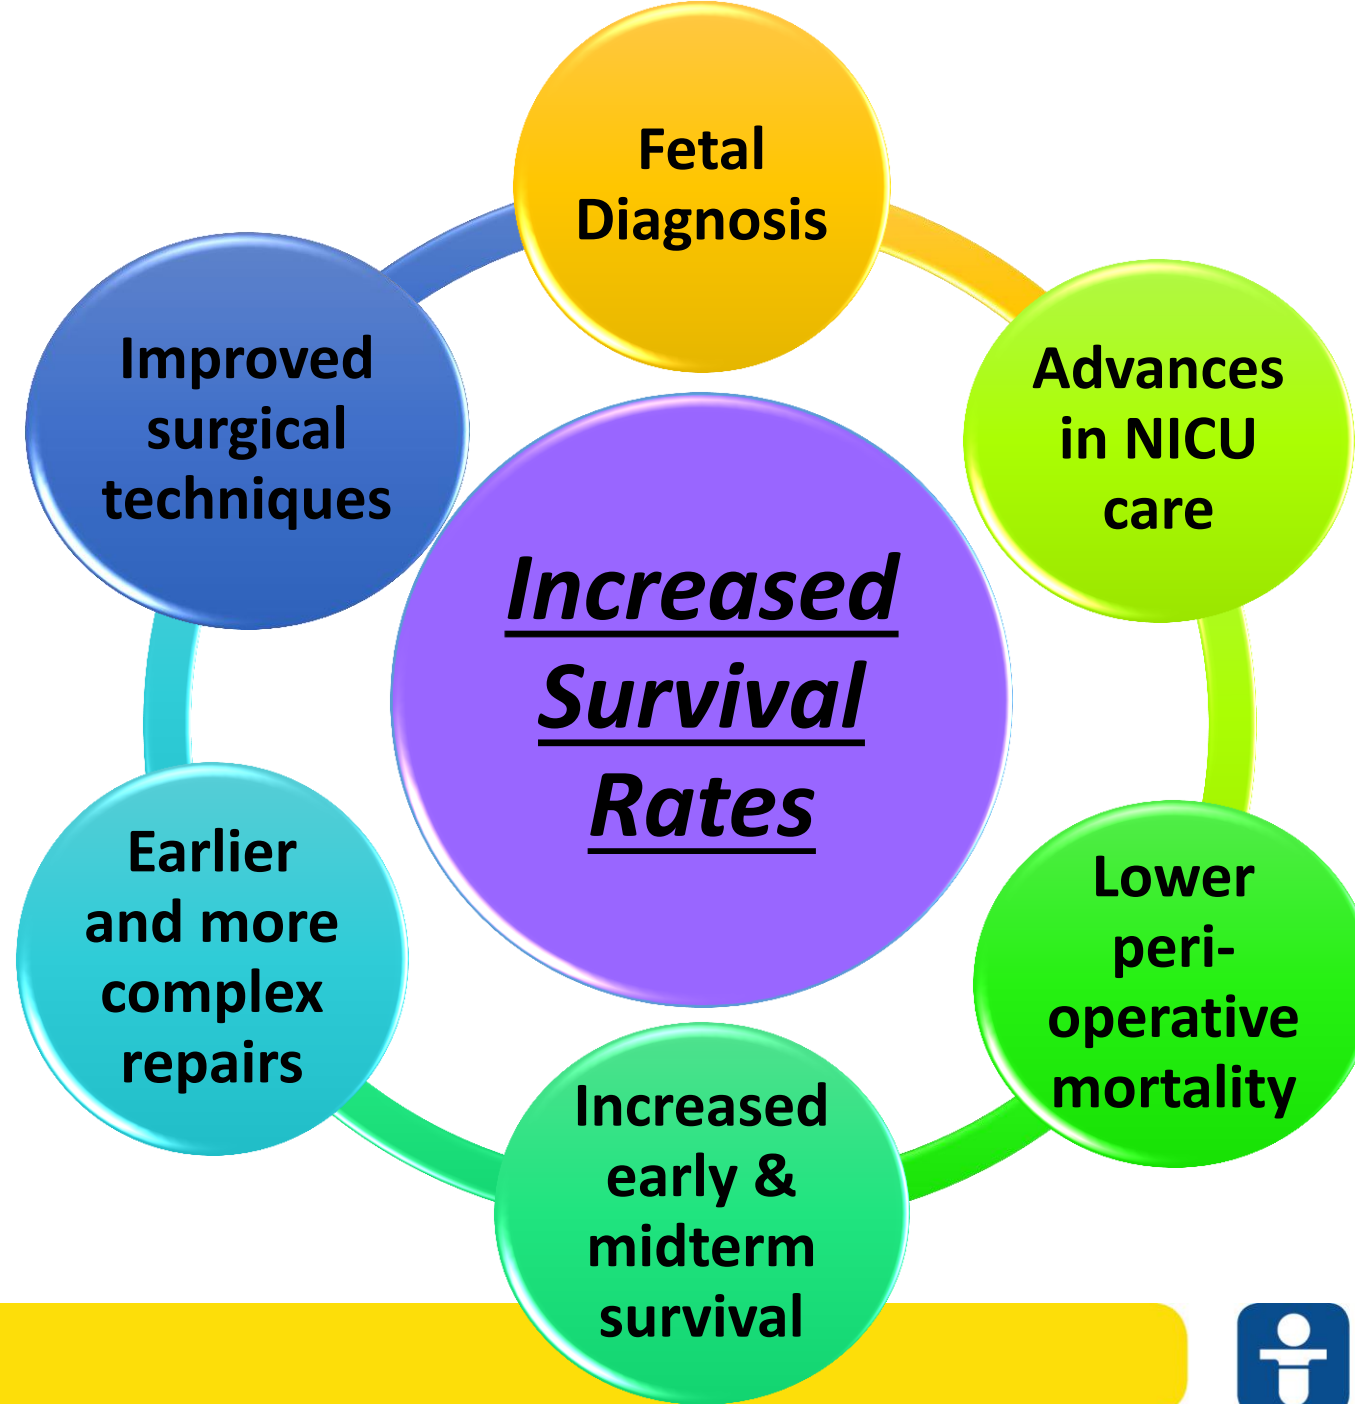 Fetal
Diagnosis
Advances
in NICU
care
Lower
peri-
operative
mortality
Increased
early &
midterm
survival
Earlier
and more
complex
repairs
Improved
surgical
techniques
Increased
Survival
Rates